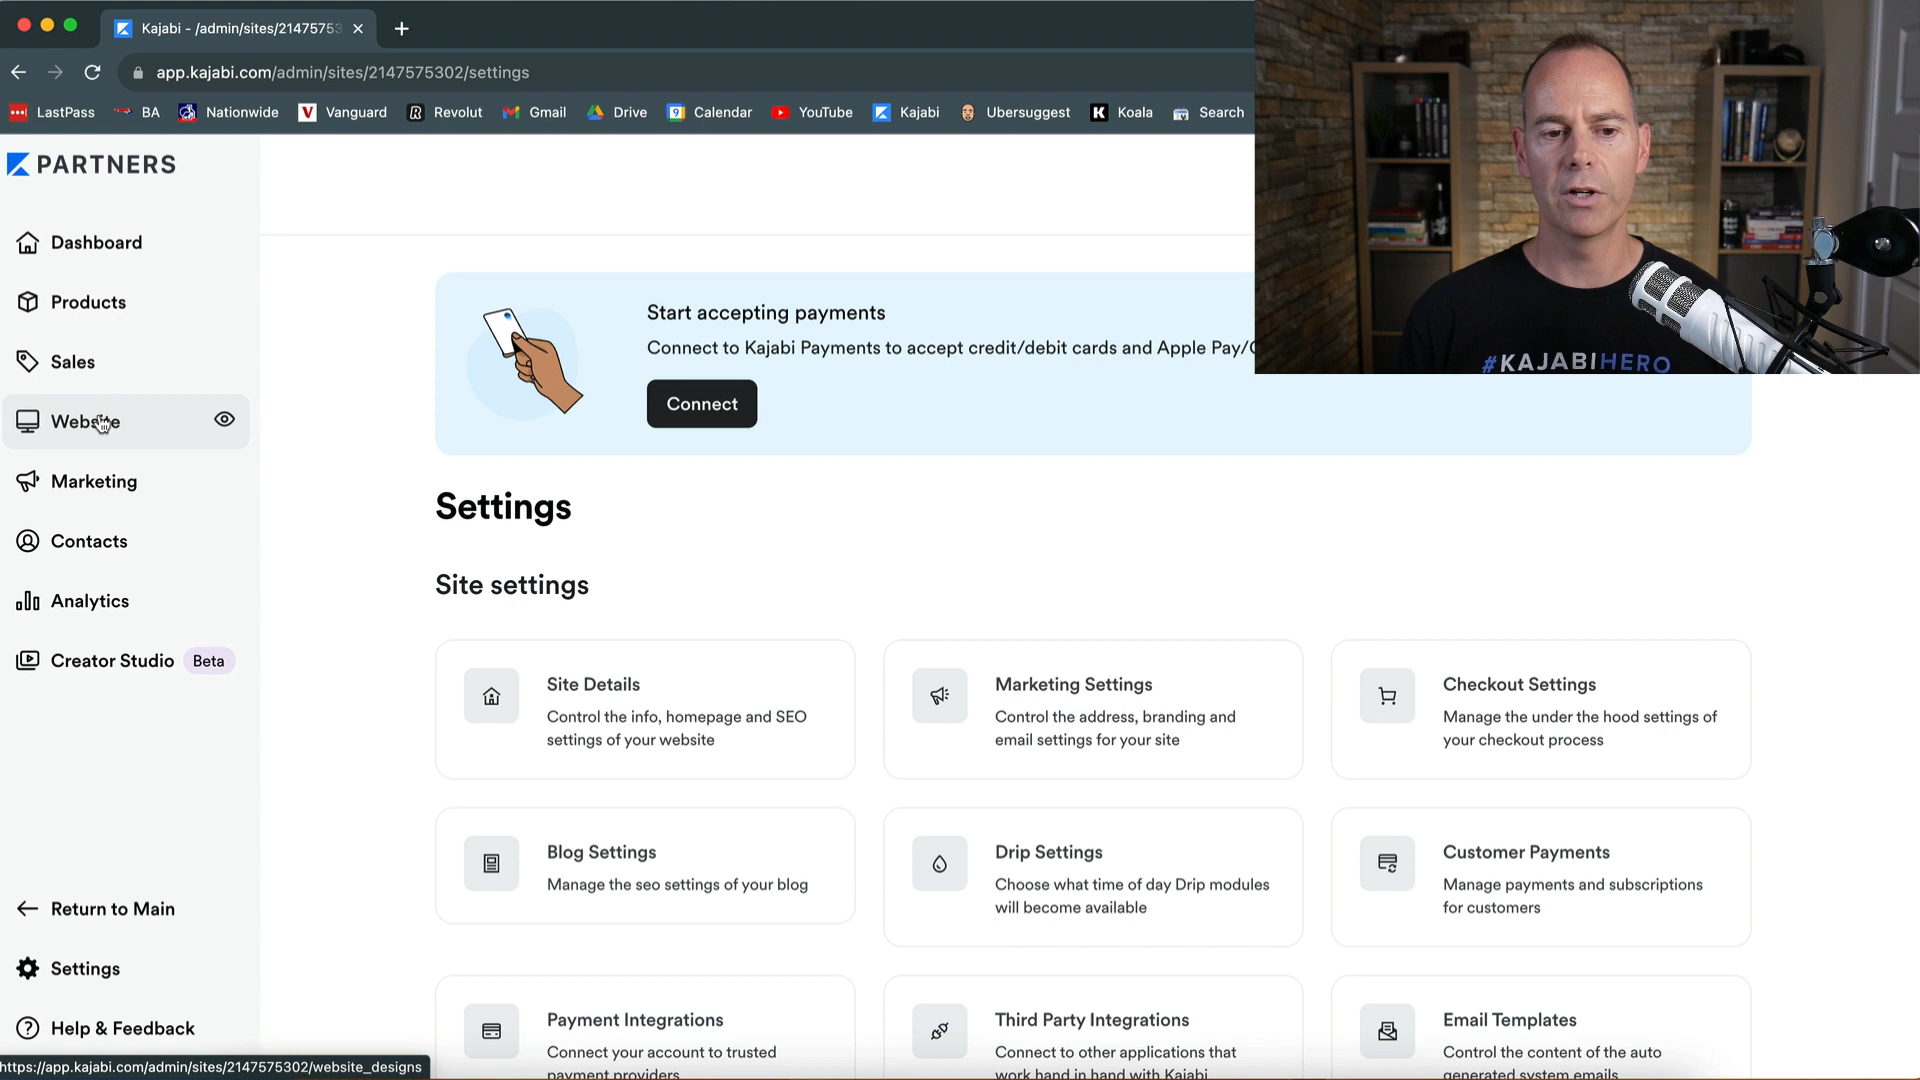 Kajabi - /admin/sites/21475753
app.kajabi.com/admin/sites/2147575302/settings
LastPass BA Nationwide Vanguard Revolut Gmail Drive Calendar YouTube Kajabi Ubersuggest Koala Search
PARTNERS
Dashboard
Products
Sales
Website
Marketing
Contacts
Analytics
Creator Studio Beta
Return to Main
Settings
Help & Feedback
https://app.kajabi.com/admin/sites/2147575302/website_designs
Start accepting payments
Connect to Kajabi Payments to accept credit/debit cards and Apple Pay/
Connect
#KAJABIHERO
Settings
Site settings
Site Details
Control the info, homepage and SEO
settings of your website
Marketing Settings
Control the address, branding and
email settings for your site
Checkout Settings
Manage the under the hood settings of
your checkout process
Blog Settings
Manage the seo settings of your blog
Drip Settings
Choose what time of day Drip modules
will become available
Customer Payments
Manage payments and subscriptions
for customers
Payment Integrations
Connect your account to trusted
payment providers
Third Party Integrations
Connect to other applications that
work hand in hand with Kajabi
Email Templates
Control the content of the auto
generated system emails